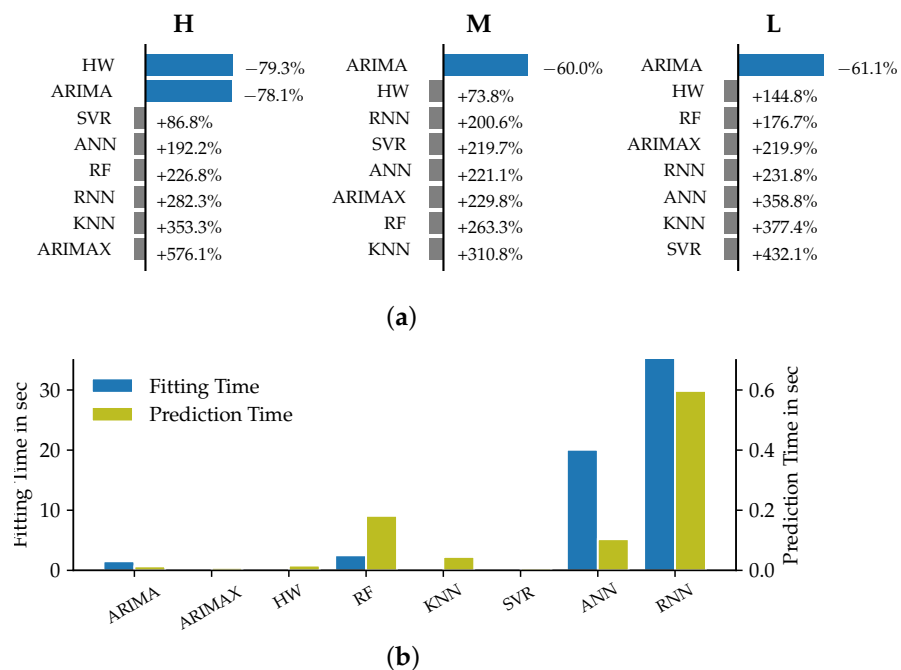 H M L
HW −79.3% ARIMA −60.0% ARIMA −61.1%
ARIMA −78.1% HW +73.8% HW +144.8%
SVR +86.8% RNN +200.6% RF +176.7%
ANN +192.2% SVR +219.7% ARIMAX +219.9%
RF +226.8% ANN +221.1% RNN +231.8%
RNN +282.3% ARIMAX +229.8% ANN +358.8%
KNN +353.3% RF +263.3% KNN +377.4%
ARIMAX +576.1% KNN +310.8% SVR +432.1%
(a)
Fitting Time in sec
30
20
10
0
Fitting Time
Prediction Time
0.6
0.4
0.2
0.0
Prediction Time in sec
ARIMA ARIMAX HW RF KNN SVR ANN RNN
(b)